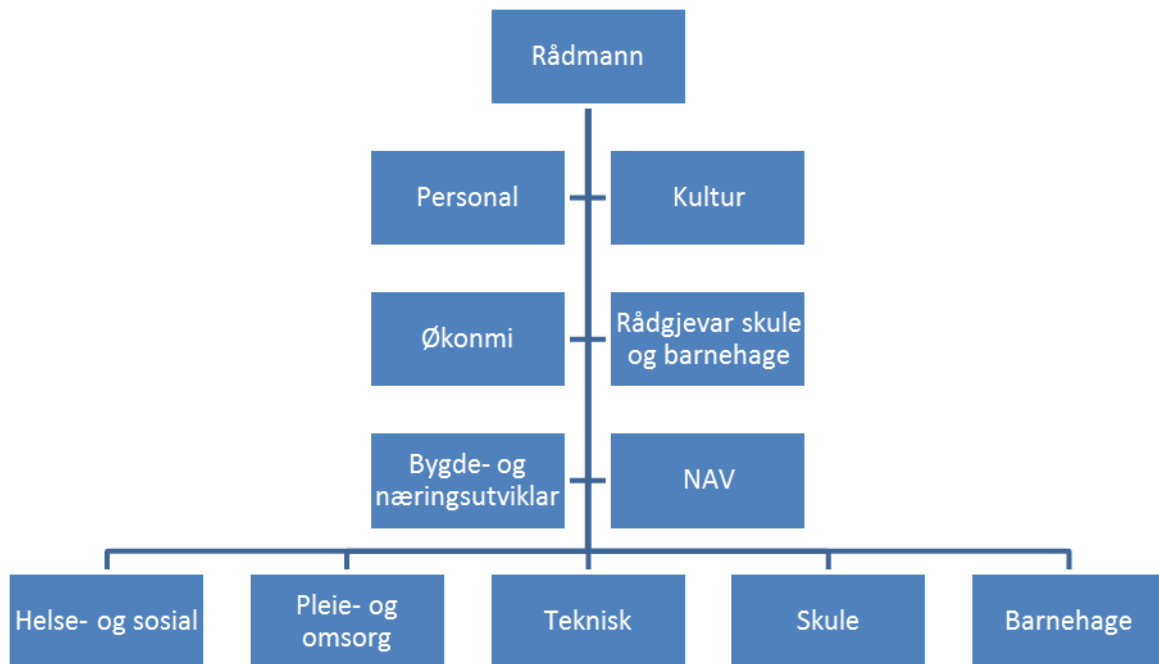 Rådmann
Personal
Kultur
Økonmi
Rådgjevar skule
og barnehage
Bygde- og
næringsutviklar
NAV
Helse- og sosial
Pleie- og
omsorg
Teknisk
Skule
Barnehage